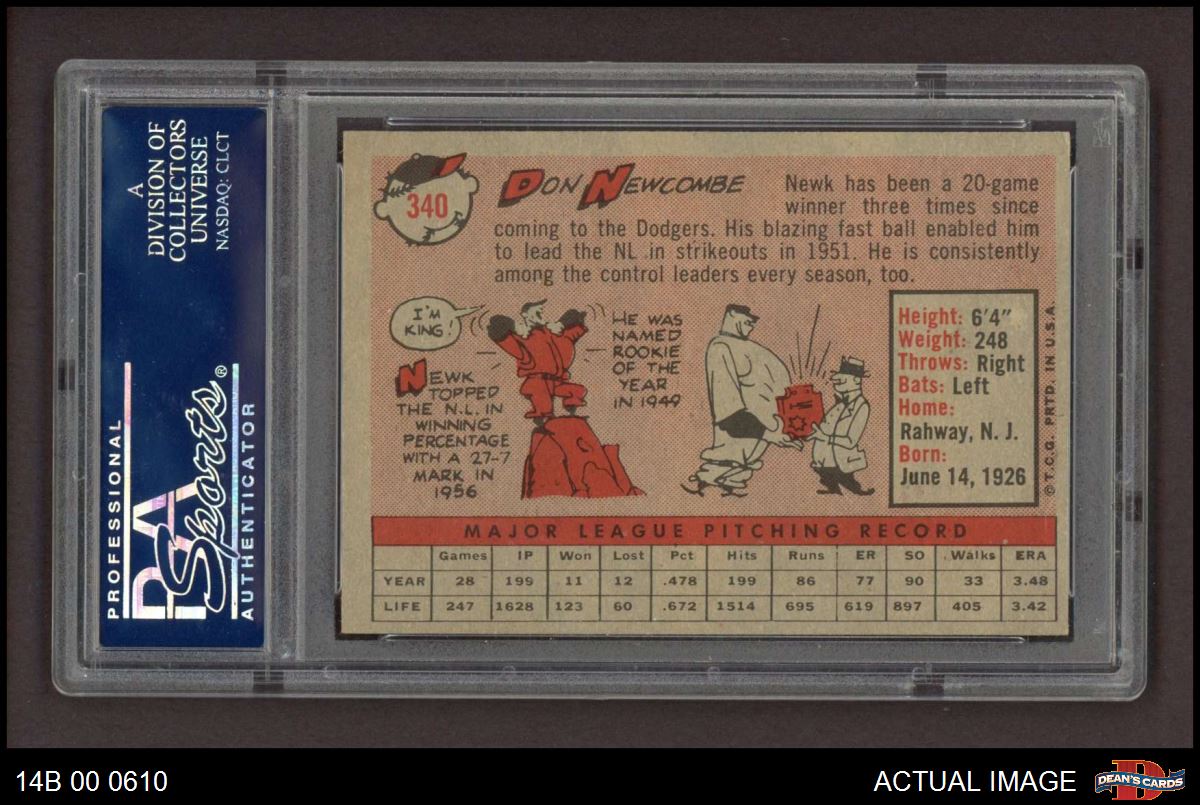 A
DIVISION OF
COLLECTORS
UNIVERSE
NASDAQ: CLCT
PROFESSIONAL
PSA
Sports®
AUTHENTICATOR
340
DON NEWCOMBE
Newk has been a 20-game
winner three times since
coming to the Dodgers. His blazing fast ball enabled him
to lead the NL in strikeouts in 1951. He is consistently
among the control leaders every season, too.
I'M
KING!
NEWK
TOPPED
THE N.L. IN
WINNING
PERCENTAGE
WITH A 27-7
MARK IN
1956
HE WAS
NAMED
ROOKIE
OF THE
YEAR
IN 1949
Height: 6'4"
Weight: 248
Throws: Right
Bats: Left
Home:
Rahway, N. J.
Born:
June 14, 1926
© T.C.G. PRTD. IN U.S.A.
MAJOR LEAGUE PITCHING RECORD
Games IP Won Lost Pct Hits Runs ER SO Walks ERA
YEAR 28 199 11 12 .478 199 86 77 90 33 3.48
LIFE 247 1628 123 60 .672 1514 695 619 897 405 3.42
14B 00 0610
ACTUAL IMAGE
DEAN'S CARDS